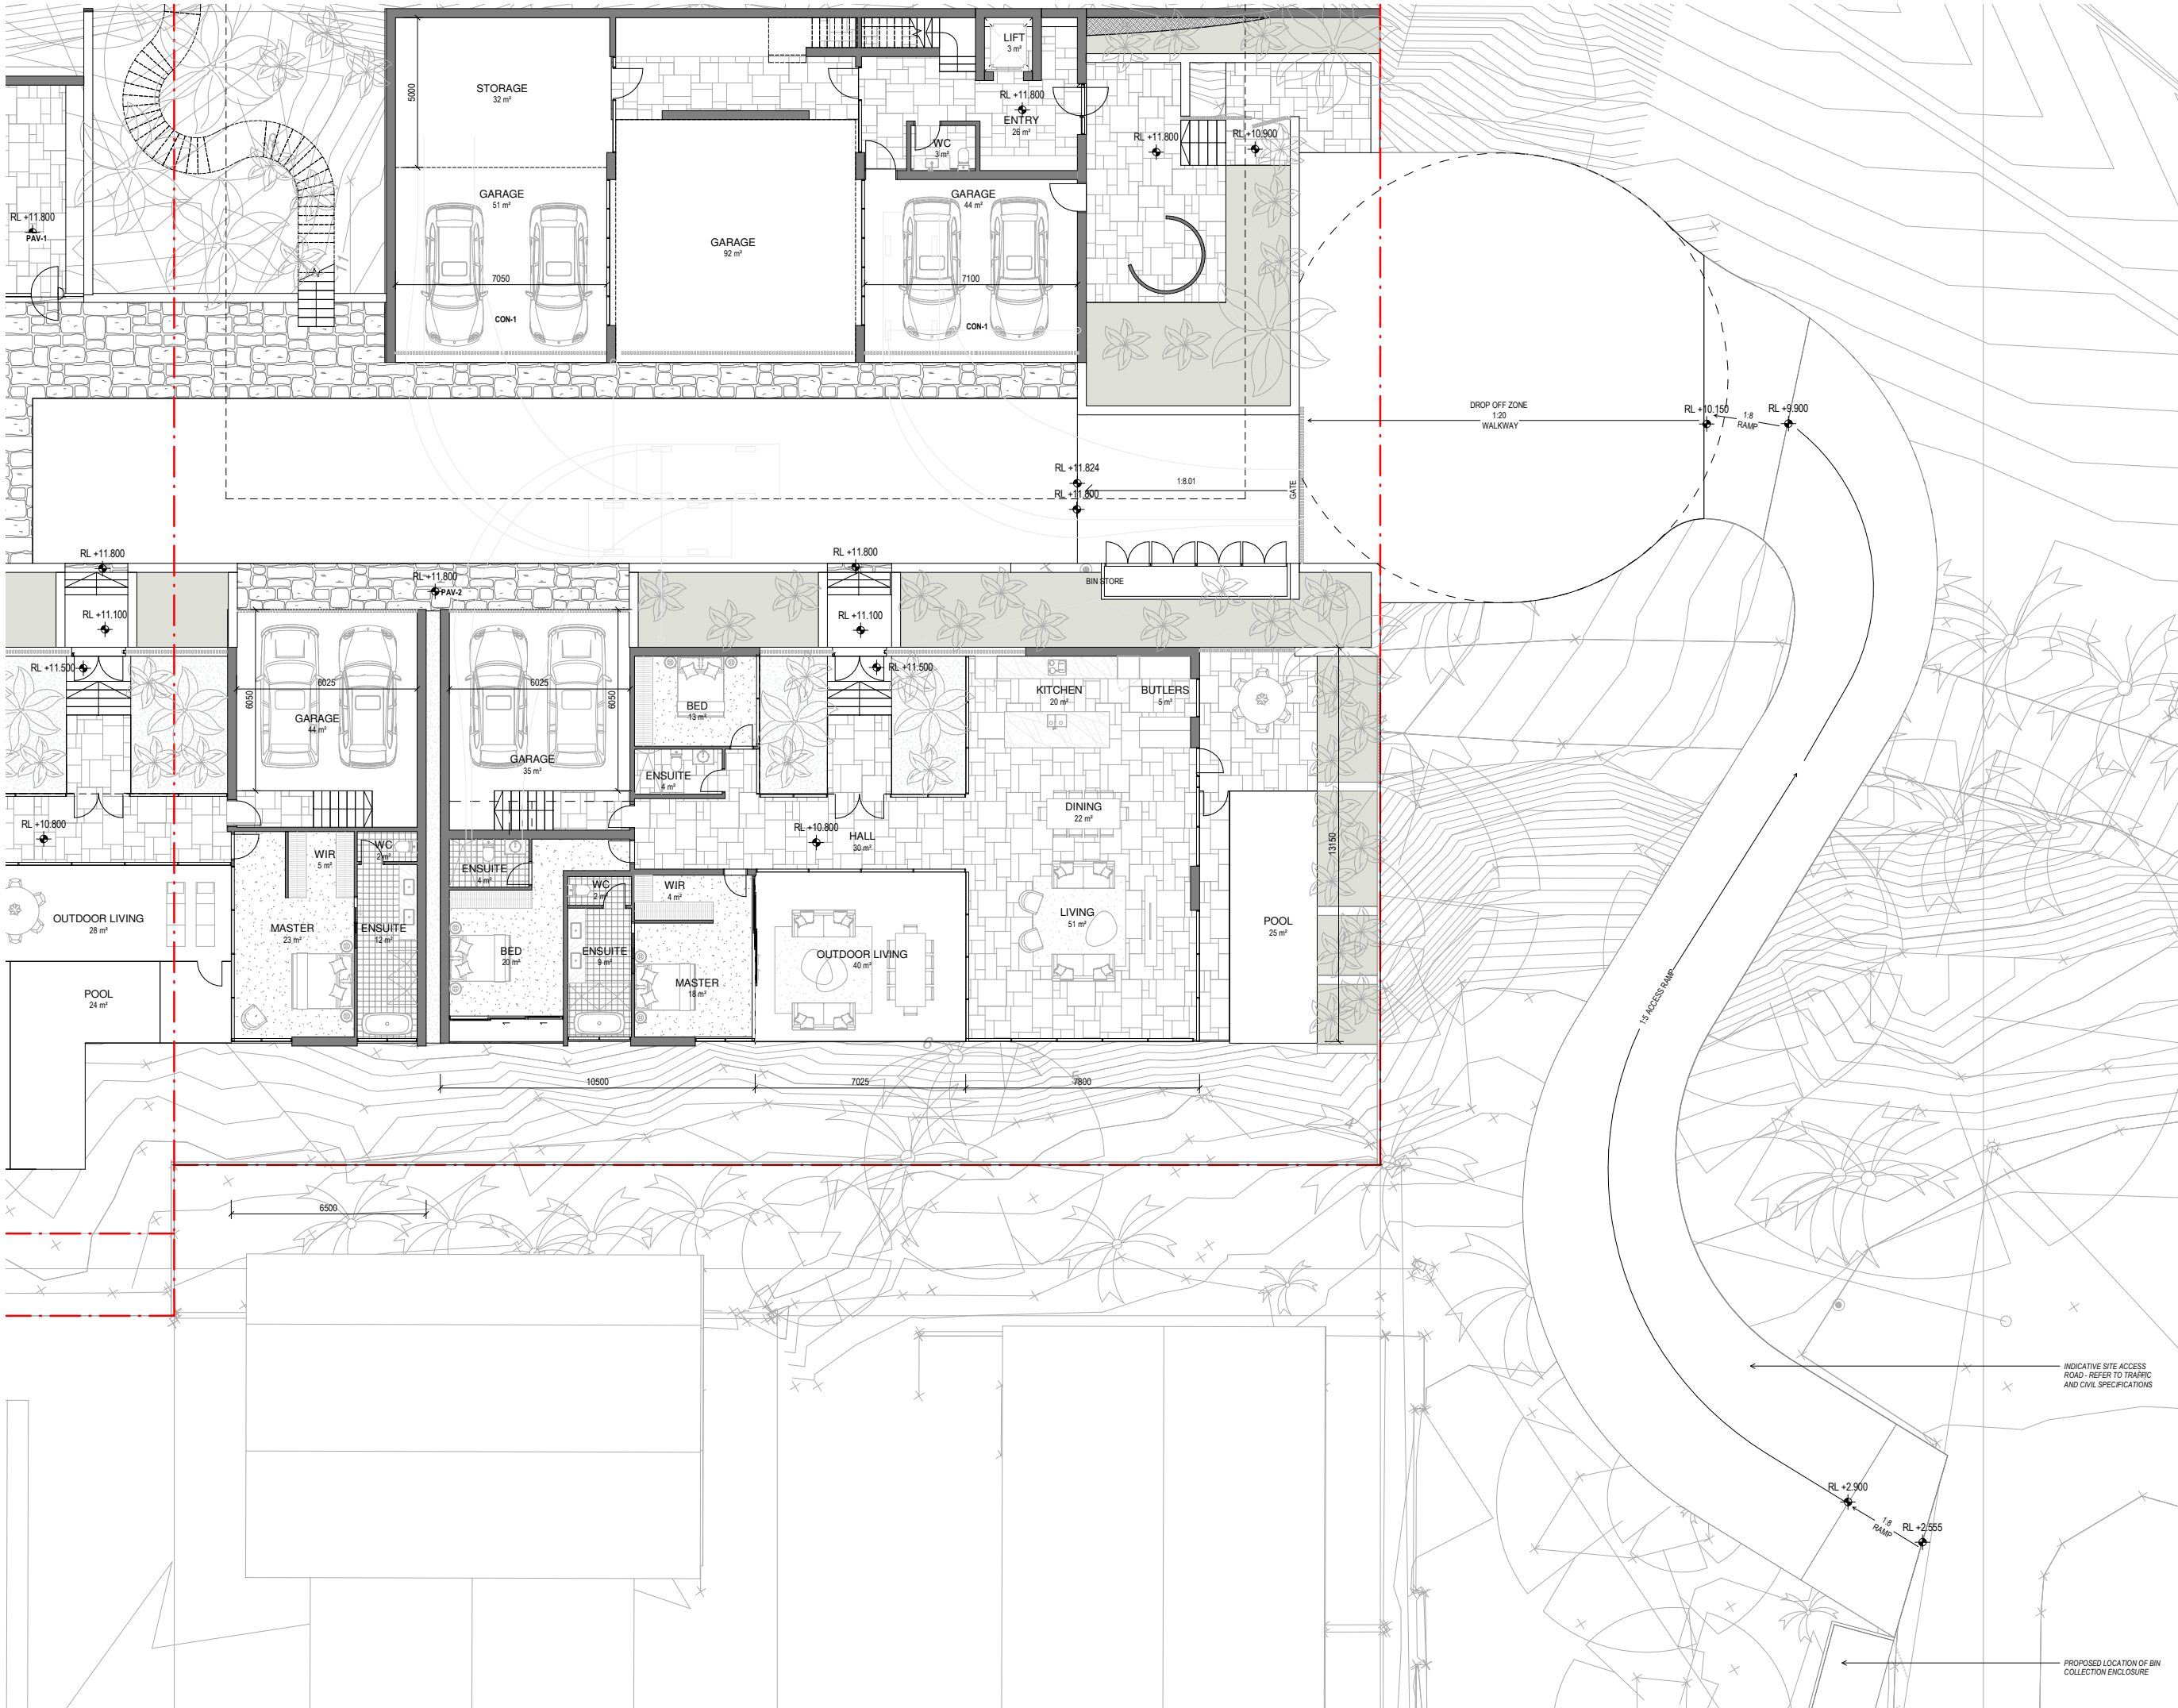 LIFT
3 m²
STORAGE
32 m²
5000
RL +11.800
ENTRY
26 m²
WC
3 m²
RL +11.800
RL +10.900
GARAGE
51 m²
GARAGE
44 m²
RL +11.800
PAV-1
GARAGE
92 m²
7050
7100
CON-1
CON-1
DROP OFF ZONE
1:20
WALKWAY
RL +10.150
1:8
RAMP
RL +9.900
RL +11.824
RL +11.800
1:8.01
GATE
RL +11.800
RL +11.800
RL +11.800
PAV-2
BIN STORE
RL +11.100
RL +11.100
RL +11.500
RL +11.500
6025
6025
6050
6050
GARAGE
44 m²
GARAGE
35 m²
BED
13 m²
KITCHEN
20 m²
BUTLERS
5 m²
ENSUITE
4 m²
DINING
22 m²
RL +10.800
RL +10.800
HALL
30 m²
13150
WIR
5 m²
WC
2 m²
ENSUITE
4 m²
WC
2 m²
WIR
4 m²
OUTDOOR LIVING
28 m²
MASTER
23 m²
ENSUITE
12 m²
BED
20 m²
ENSUITE
9 m²
LIVING
51 m²
POOL
25 m²
OUTDOOR LIVING
40 m²
MASTER
18 m²
POOL
24 m²
1:5 ACCESS RAMP
10500
7025
7800
6500
INDICATIVE SITE ACCESS
ROAD - REFER TO TRAFFIC
AND CIVIL SPECIFICATIONS
RL +2.900
1:8
RAMP
RL +2.555
PROPOSED LOCATION OF BIN
COLLECTION ENCLOSURE